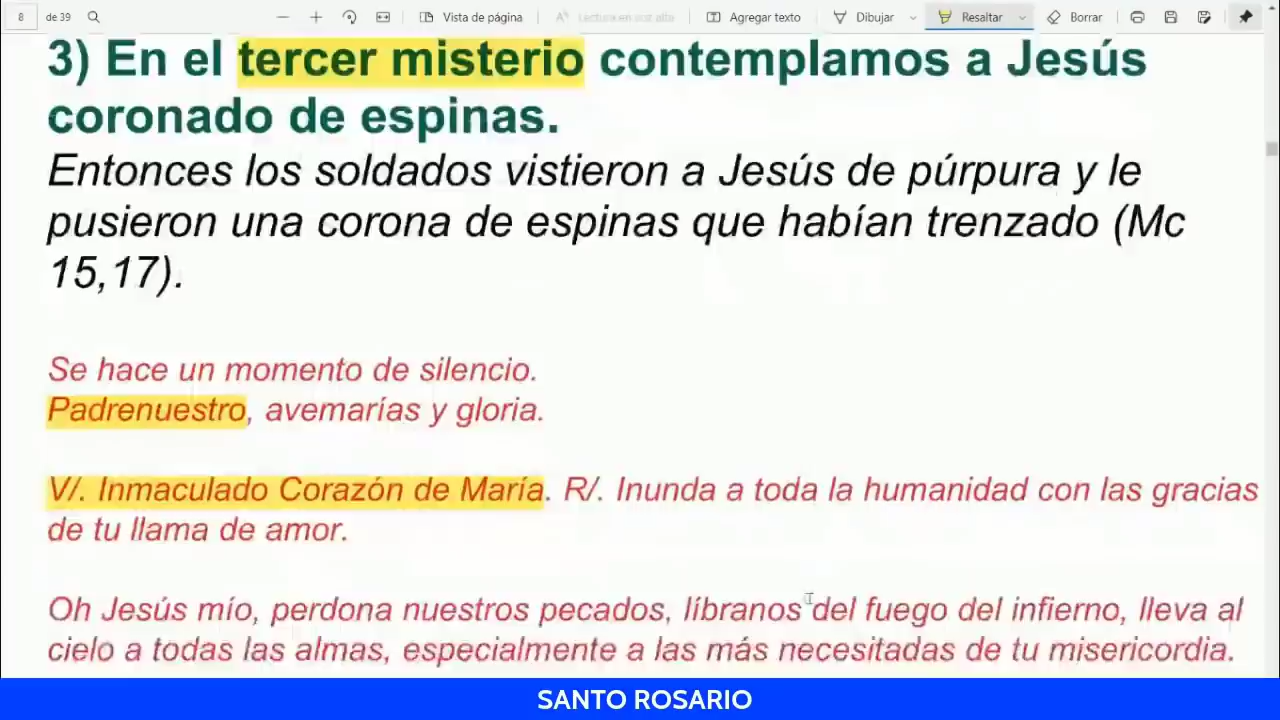 8 de 39 Vista de página Lectura en voz alta Agregar texto Dibujar Resaltar Borrar
3) En el tercer misterio contemplamos a Jesús
coronado de espinas.
Entonces los soldados vistieron a Jesús de púrpura y le
pusieron una corona de espinas que habían trenzado (Mc
15,17).
Se hace un momento de silencio.
Padrenuestro, avemarías y gloria.
V/. Inmaculado Corazón de María. R/. Inunda a toda la humanidad con las gracias
de tu llama de amor.
Oh Jesús mío, perdona nuestros pecados, líbranos del fuego del infierno, lleva al
cielo a todas las almas, especialmente a las más necesitadas de tu misericordia.
SANTO ROSARIO